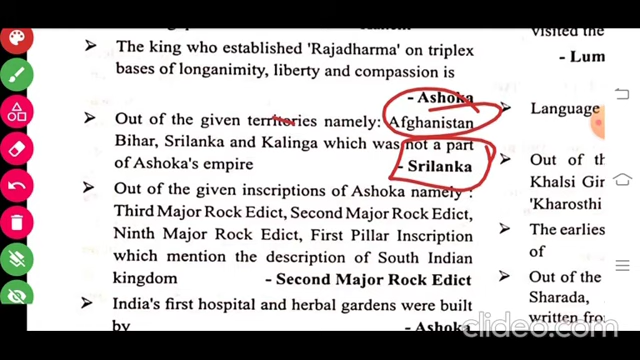 The king who established 'Rajadharma' on triplex
bases of longanimity, liberty and compassion is
- Ashoka
Out of the given territories namely: Afghanistan
Bihar, Srilanka and Kalinga which was not a part
of Ashoka's empire - Srilanka
Out of the given inscriptions of Ashoka namely :
Third Major Rock Edict, Second Major Rock Edict,
Ninth Major Rock Edict, First Pillar Inscription
which mention the description of South Indian
kingdom - Second Major Rock Edict
India's first hospital and herbal gardens were built
by - Ashoka
visited the
- Lum
Language
Out of th
Khalsi Gir
'Kharosthi
The earlies
of
Out of the
Sharada,
written fro
clideo.com